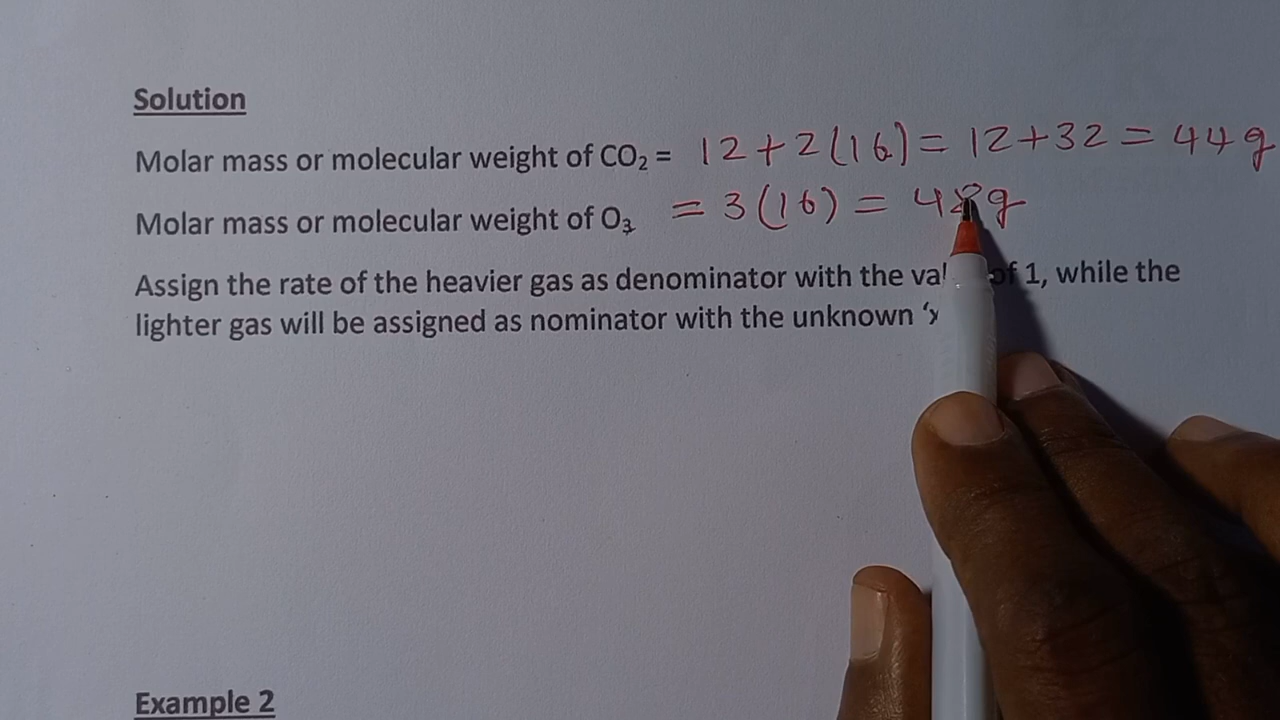 Solution
Molar mass or molecular weight of CO₂ = 12 + 2(16) = 12 + 32 = 44g
Molar mass or molecular weight of O₃ = 3(16) = 48g
Assign the rate of the heavier gas as denominator with the of 1, while the
lighter gas will be assigned as nominator with the unknown
Example 2